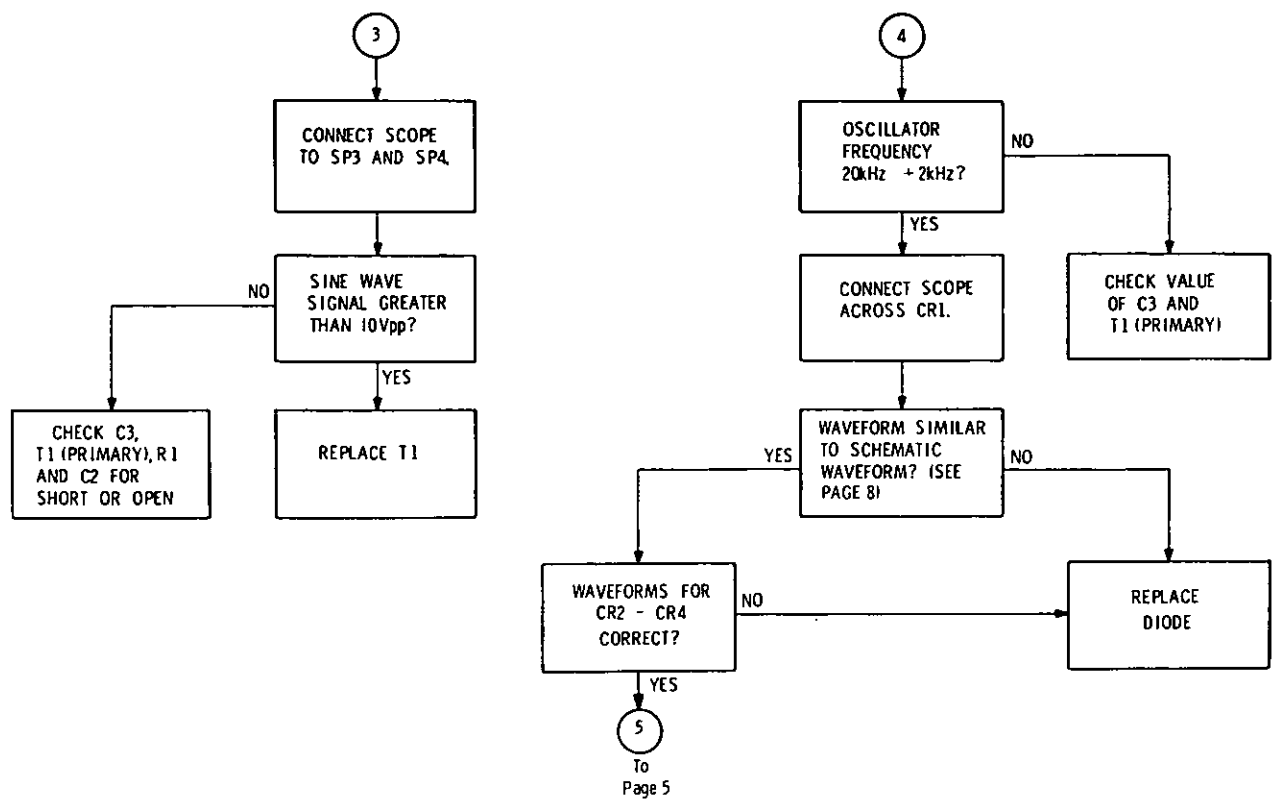 3
CONNECT SCOPE
TO SP3 AND SP4.
SINE WAVE
SIGNAL GREATER
THAN 10Vpp?
NO
YES
CHECK C3,
T1 (PRIMARY), R1
AND C2 FOR
SHORT OR OPEN
REPLACE T1
4
OSCILLATOR
FREQUENCY
20kHz + 2kHz?
NO
YES
CONNECT SCOPE
ACROSS CR1.
CHECK VALUE
OF C3 AND
T1 (PRIMARY)
WAVEFORM SIMILAR
TO SCHEMATIC
WAVEFORM? (SEE
PAGE 8)
YES
NO
WAVEFORMS FOR
CR2 - CR4
CORRECT?
NO
REPLACE
DIODE
YES
5
To
Page 5